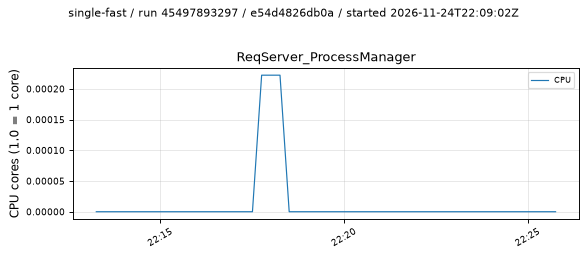 single-fast / run 45497893297 / e54d4826db0a / started 2026-11-24T22:09:02Z
ReqServer_ProcessManager
CPU
CPU cores (1.0 = 1 core)
0.00020
0.00015
0.00010
0.00005
0.00000
22:15
22:20
22:25